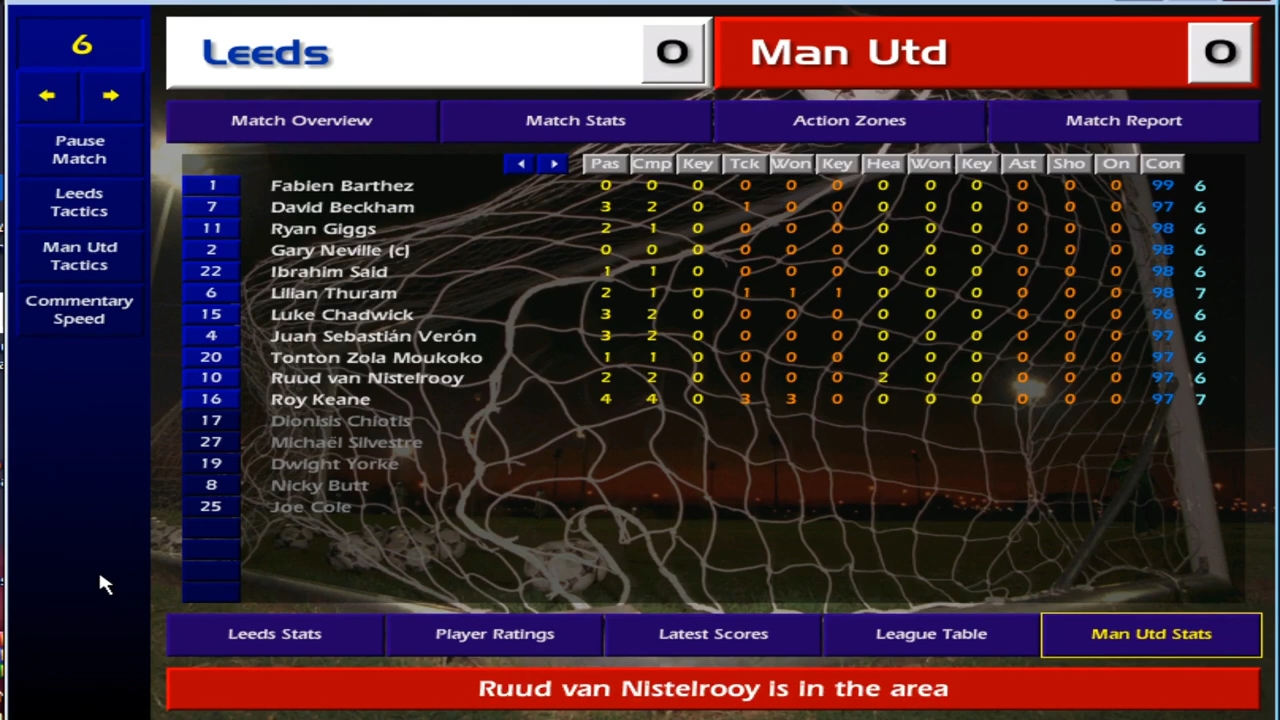 6
Leeds 0 Man Utd 0
Match Overview Match Stats Action Zones Match Report
Pause Match
Leeds Tactics
Man Utd Tactics
Commentary Speed
Pas Cmp Key Tck Won Key Hea Won Key Ast Sho On Con
1 Fabien Barthez 0 0 0 0 0 0 0 0 0 0 0 0 99 6
7 David Beckham 3 2 0 1 0 0 0 0 0 0 0 0 97 6
11 Ryan Giggs 2 1 0 0 0 0 0 0 0 0 0 0 98 6
2 Gary Neville (c) 0 0 0 0 0 0 0 0 0 0 0 0 98 6
22 Ibrahim Said 1 1 0 0 0 0 0 0 0 0 0 0 98 6
6 Lilian Thuram 2 1 0 1 1 1 0 0 0 0 0 0 98 7
15 Luke Chadwick 3 2 0 0 0 0 0 0 0 0 0 0 96 6
4 Juan Sebastián Verón 3 2 0 0 0 0 0 0 0 0 0 0 97 6
20 Tonton Zola Moukoko 1 1 0 0 0 0 0 0 0 0 0 0 97 6
10 Ruud van Nistelrooy 2 2 0 0 0 0 2 0 0 0 0 0 97 6
16 Roy Keane 4 4 0 3 3 0 0 0 0 0 0 0 97 7
17 Dionisis Chiotis
27 Michaël Silvestre
19 Dwight Yorke
8 Nicky Butt
25 Joe Cole
Leeds Stats Player Ratings Latest Scores League Table Man Utd Stats
Ruud van Nistelrooy is in the area